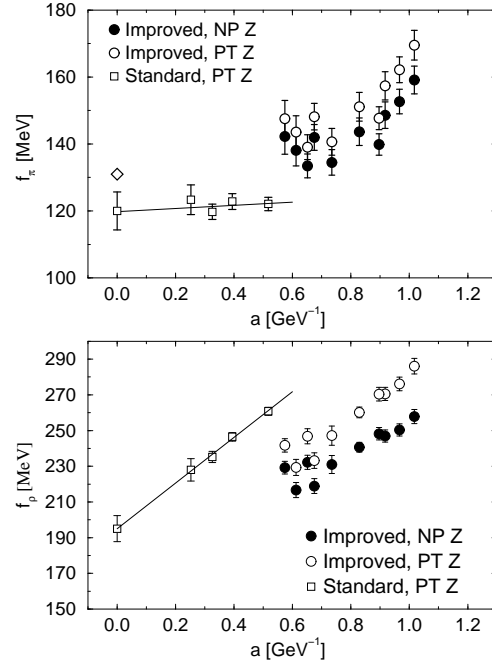 Improved, NP Z
Improved, PT Z
Standard, PT Z
180
160
140
120
100
f_π [MeV]
0.0 0.2 0.4 0.6 0.8 1.0 1.2
a [GeV⁻¹]
290
270
250
230
210
190
170
150
f_ρ [MeV]
Improved, NP Z
Improved, PT Z
Standard, PT Z
0.0 0.2 0.4 0.6 0.8 1.0 1.2
a [GeV⁻¹]